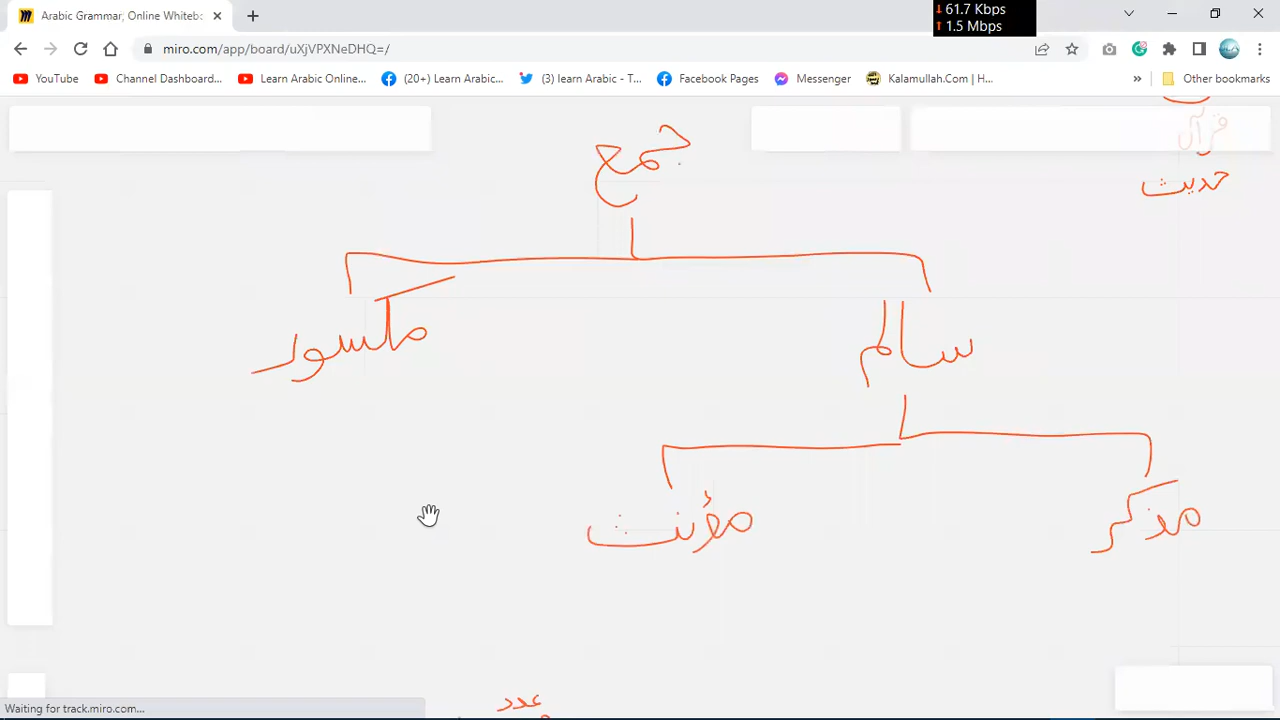 Arabic Grammar, Online Whitebo
↓ 61.7 Kbps
↑ 1.5 Mbps
miro.com/app/board/uXjVPXNeDHQ=/
YouTube Channel Dashboard... Learn Arabic Online... (20+) Learn Arabic... (3) learn Arabic - T... Facebook Pages Messenger Kalamullah.Com | H... » Other bookmarks
قرآن
حديث
جمع
سالم مكسور
مذكر مؤنث
عدد
Waiting for track.miro.com...